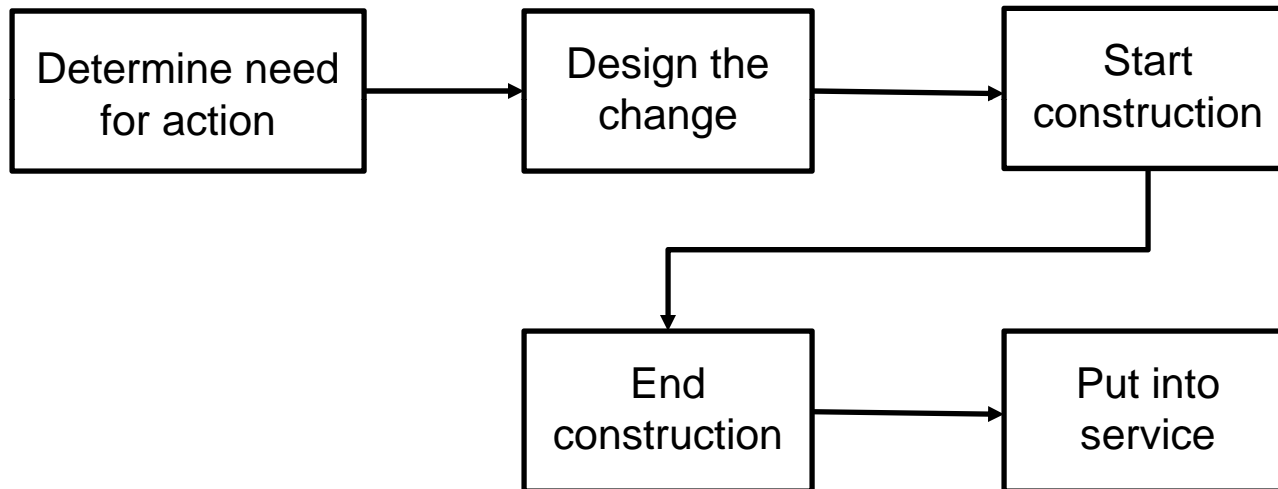 Determine need
for action
Design the
change
Start
construction
End
construction
Put into
service